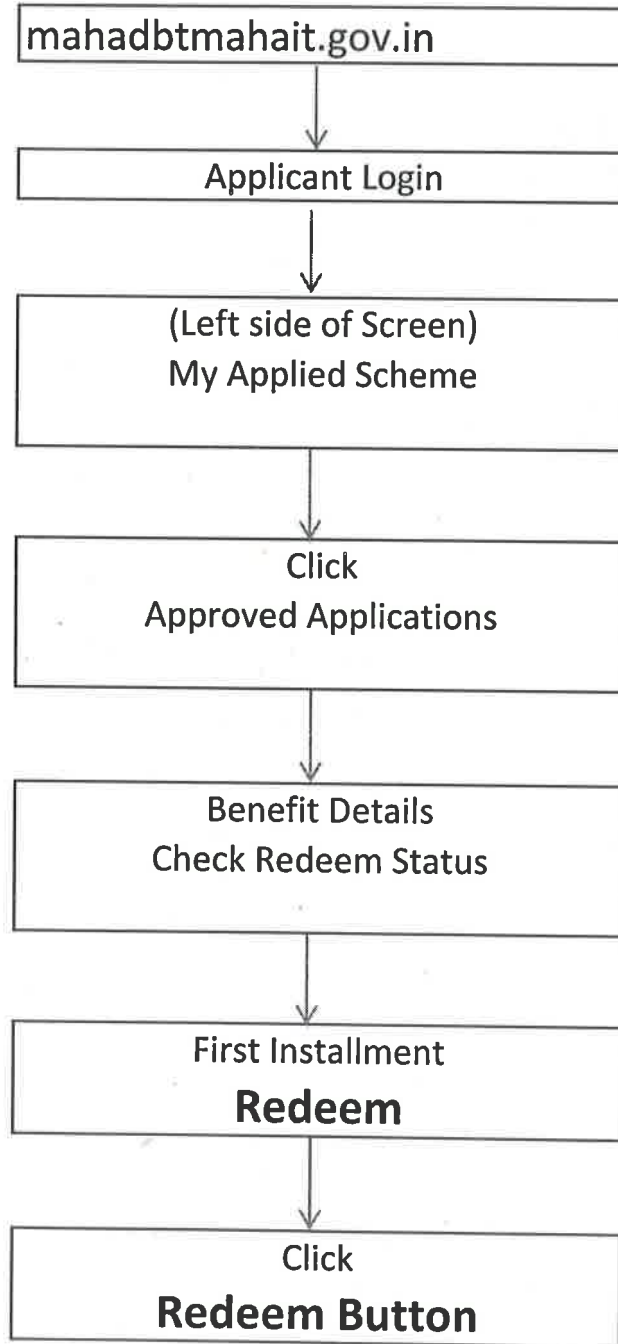 mahadbtmahait.gov.in
Applicant Login
(Left side of Screen)
My Applied Scheme
Click
Approved Applications
Benefit Details
Check Redeem Status
First Installment
Redeem
Click
Redeem Button